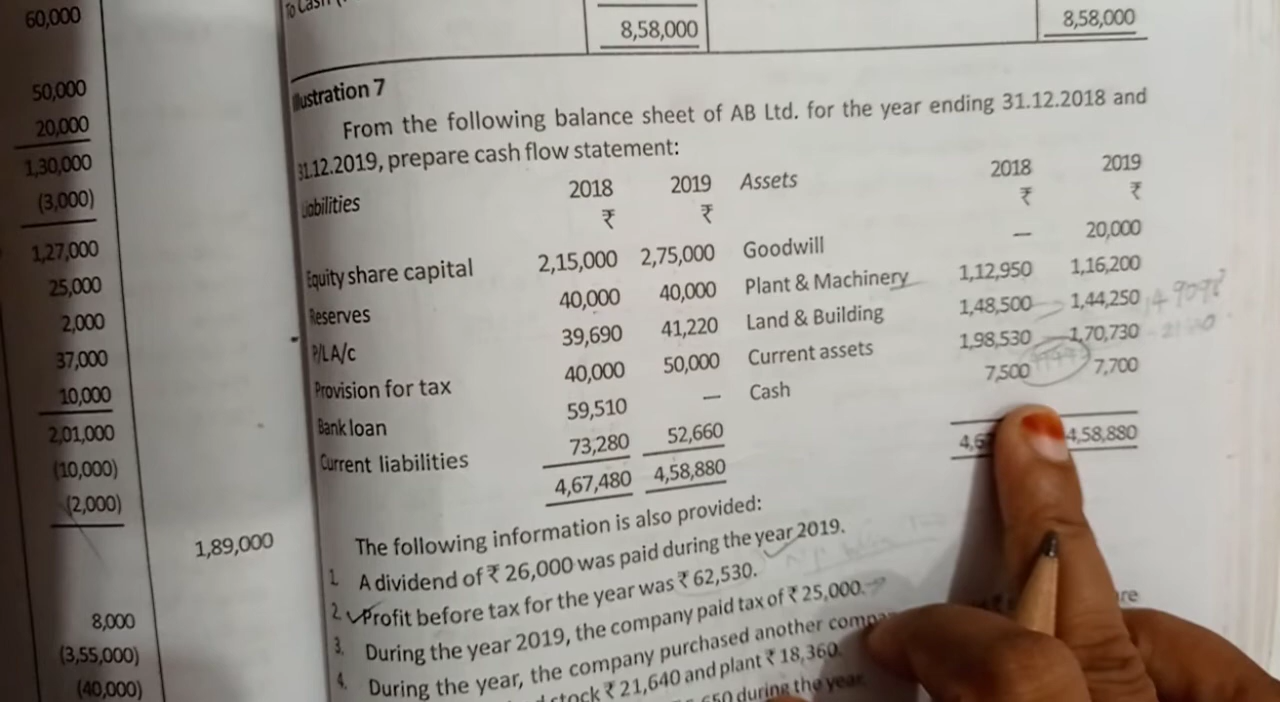 60,000
50,000
20,000
1,30,000
(3,000)
1,27,000
25,000
2,000
37,000
10,000
2,01,000
(10,000)
(2,000)
1,89,000
8,000
(3,55,000)
(40,000)
To Cash
8,58,000 8,58,000
Illustration 7
From the following balance sheet of AB Ltd. for the year ending 31.12.2018 and
31.12.2019, prepare cash flow statement:
Liabilities 2018 2019 Assets 2018 2019
₹ ₹ ₹ ₹
Equity share capital 2,15,000 2,75,000 Goodwill — 20,000
Reserves 40,000 40,000 Plant & Machinery 1,12,950 1,16,200
P/L A/c 39,690 41,220 Land & Building 1,48,500 1,44,250
Provision for tax 40,000 50,000 Current assets 1,98,530 1,70,730
Bank loan 59,510 — Cash 7,500 7,700
Current liabilities 73,280 52,660
4,67,480 4,58,880 4,58,880
The following information is also provided:
1 A dividend of ₹ 26,000 was paid during the year 2019.
2. Profit before tax for the year was ₹ 62,530.
3. During the year 2019, the company paid tax of ₹ 25,000.
4. During the year, the company purchased another
stock ₹ 21,640 and plant ₹ 18,360.
650 during the year